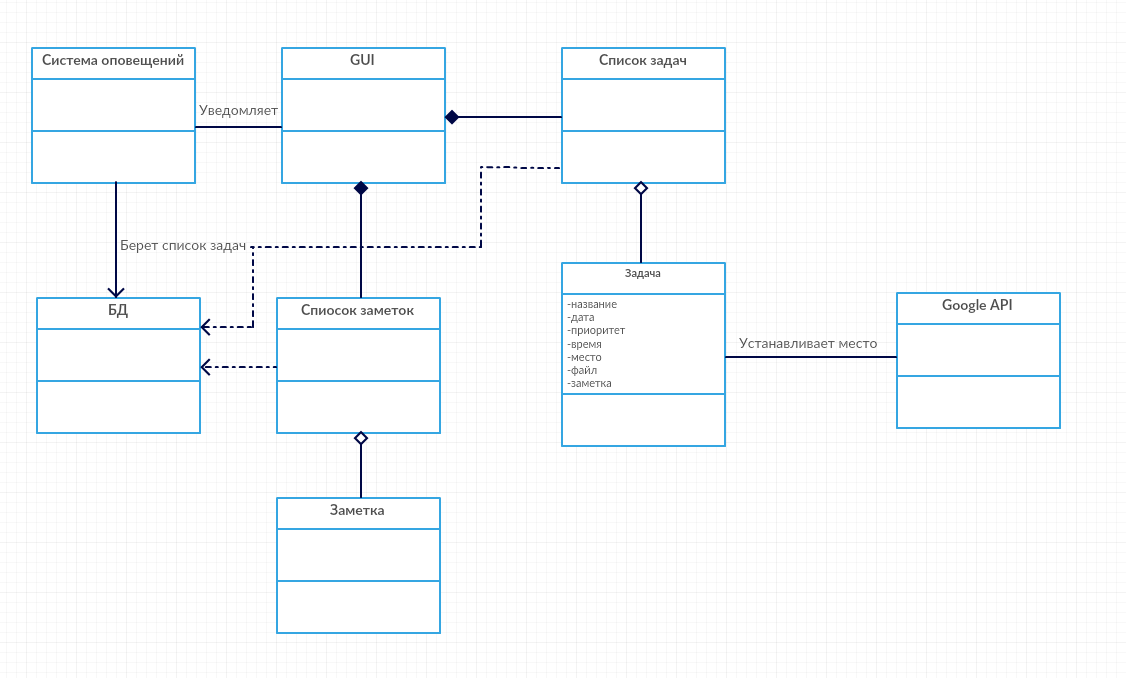 Система оповещений
GUI
Список задач
Уведомляет
Берет список задач
БД
Спиосок заметок
Задача
-название
-дата
-приоритет
-время
-место
-файл
-заметка
Устанавливает место
Google API
Заметка